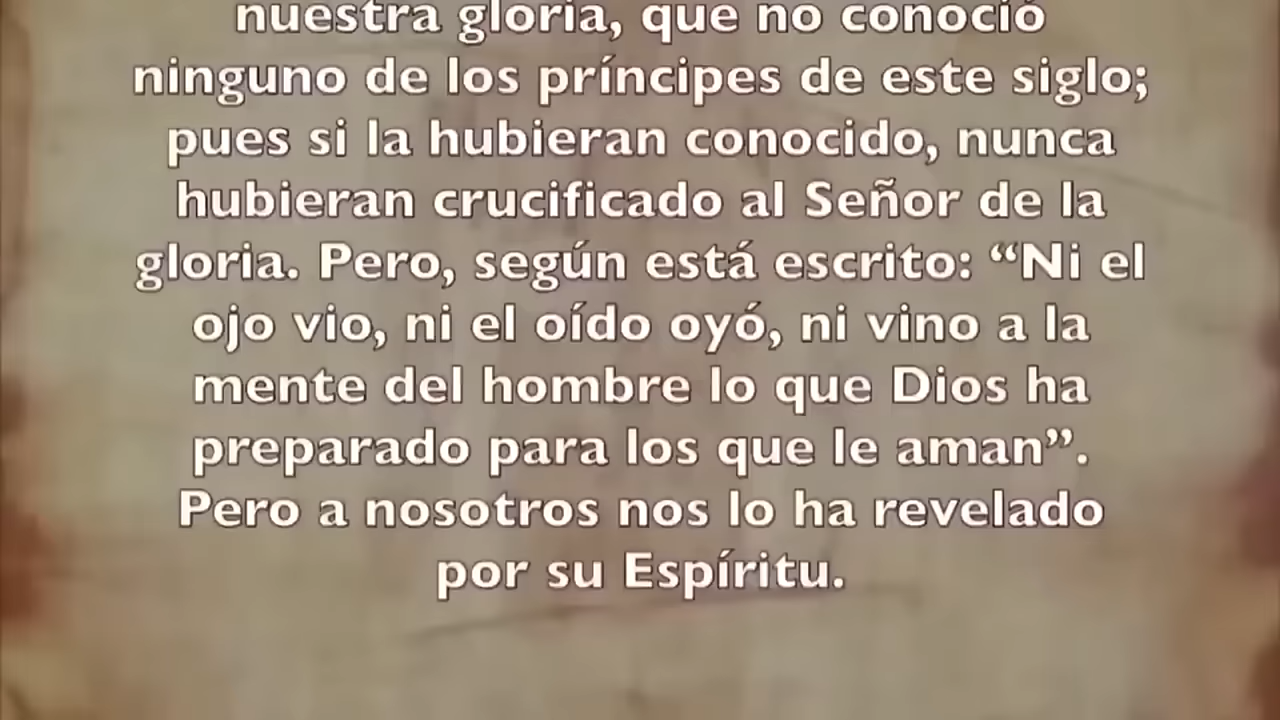 nuestra gloria, que no conoció
ninguno de los príncipes de este siglo;
pues si la hubieran conocido, nunca
hubieran crucificado al Señor de la
gloria. Pero, según está escrito: “Ni el
ojo vio, ni el oído oyó, ni vino a la
mente del hombre lo que Dios ha
preparado para los que le aman”.
Pero a nosotros nos lo ha revelado
por su Espíritu.